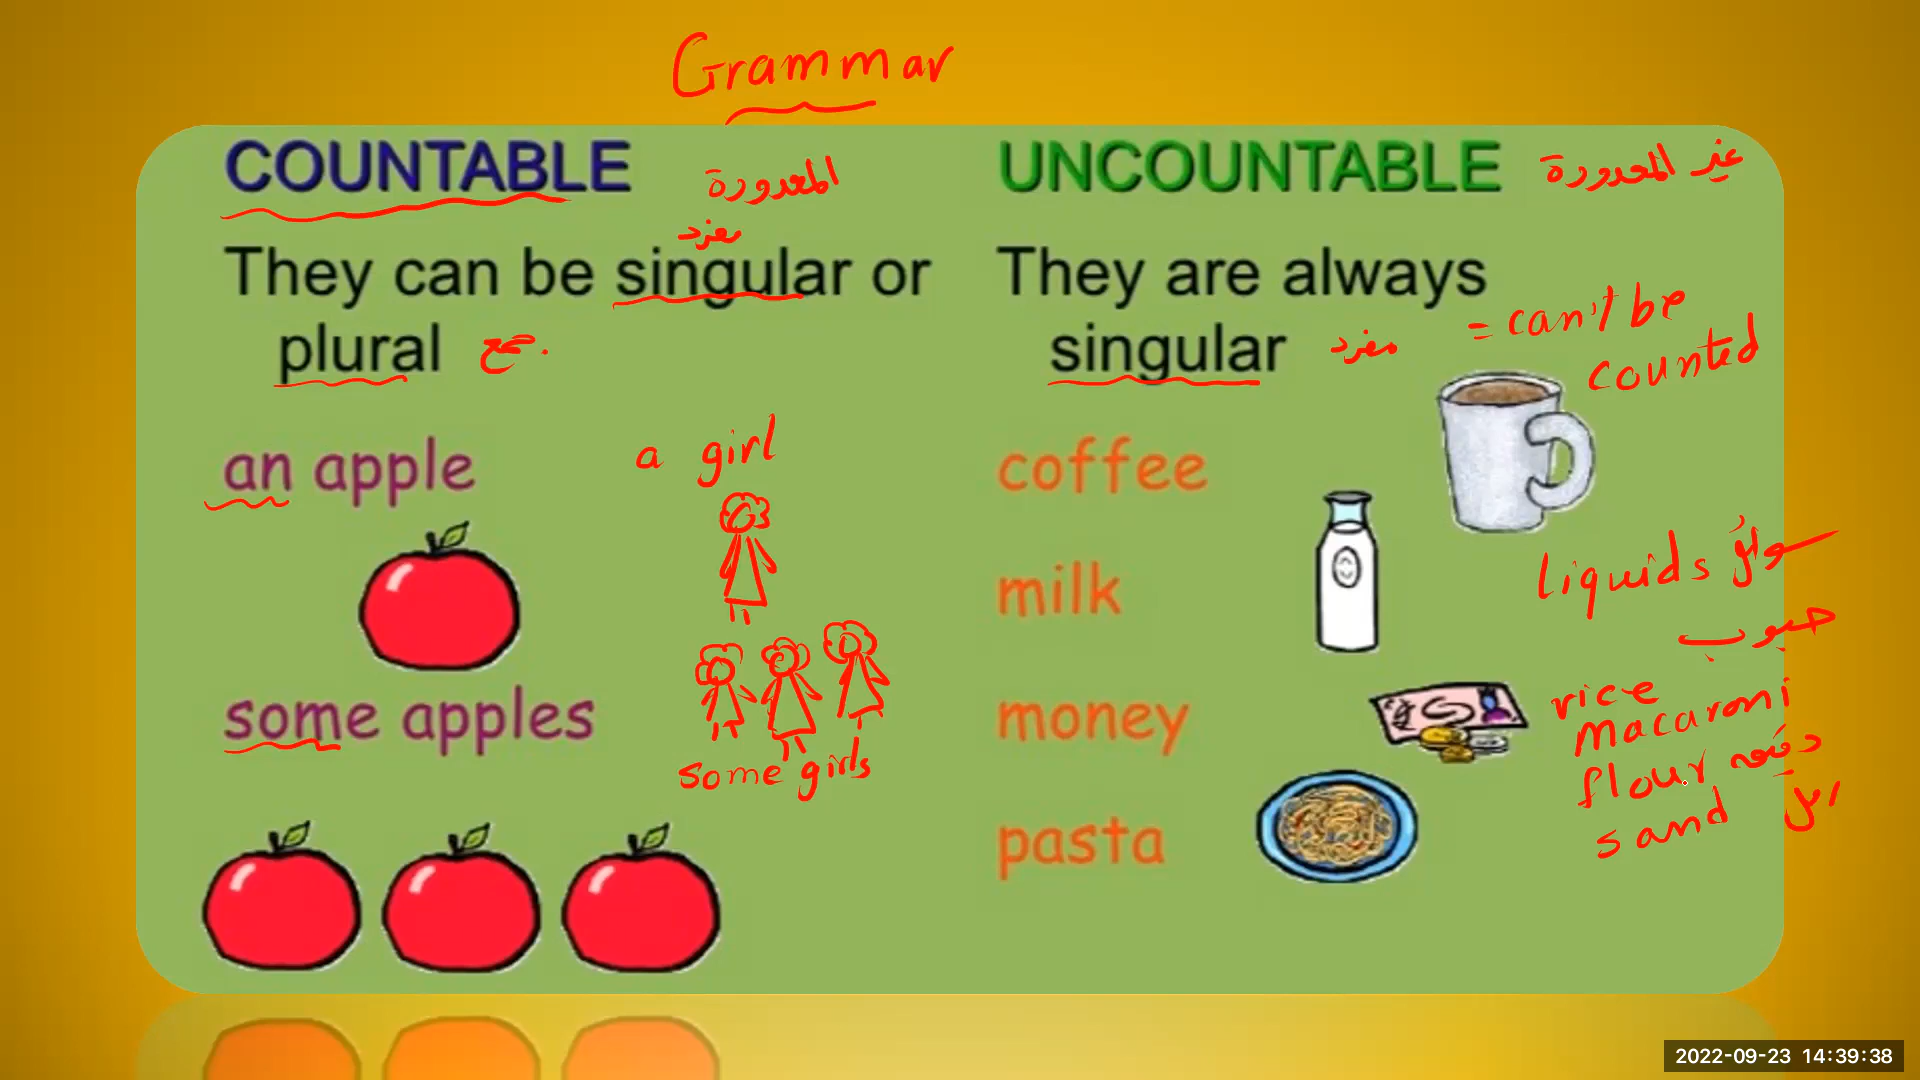 Grammar
COUNTABLE
المعدودة
مفرد
They can be singular or
plural
جمع.
an apple
a girl
some apples
some girls
UNCOUNTABLE
غير المعدودة
They are always
singular
مفرد
= can't be
counted
coffee
milk
liquids سوائل
حبوب
money
rice
macaroni
flour
sand
pasta
2022-09-23 14:39:38